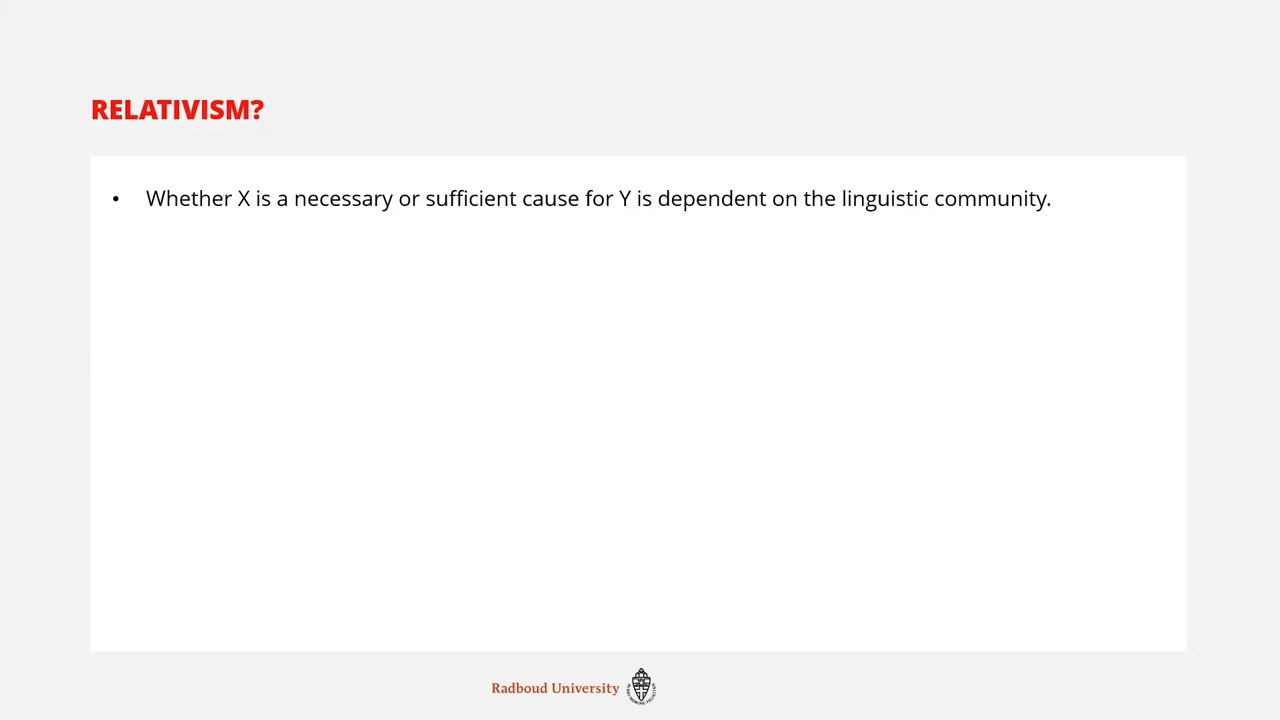 RELATIVISM?
• Whether X is a necessary or sufficient cause for Y is dependent on the linguistic community.
Radboud University